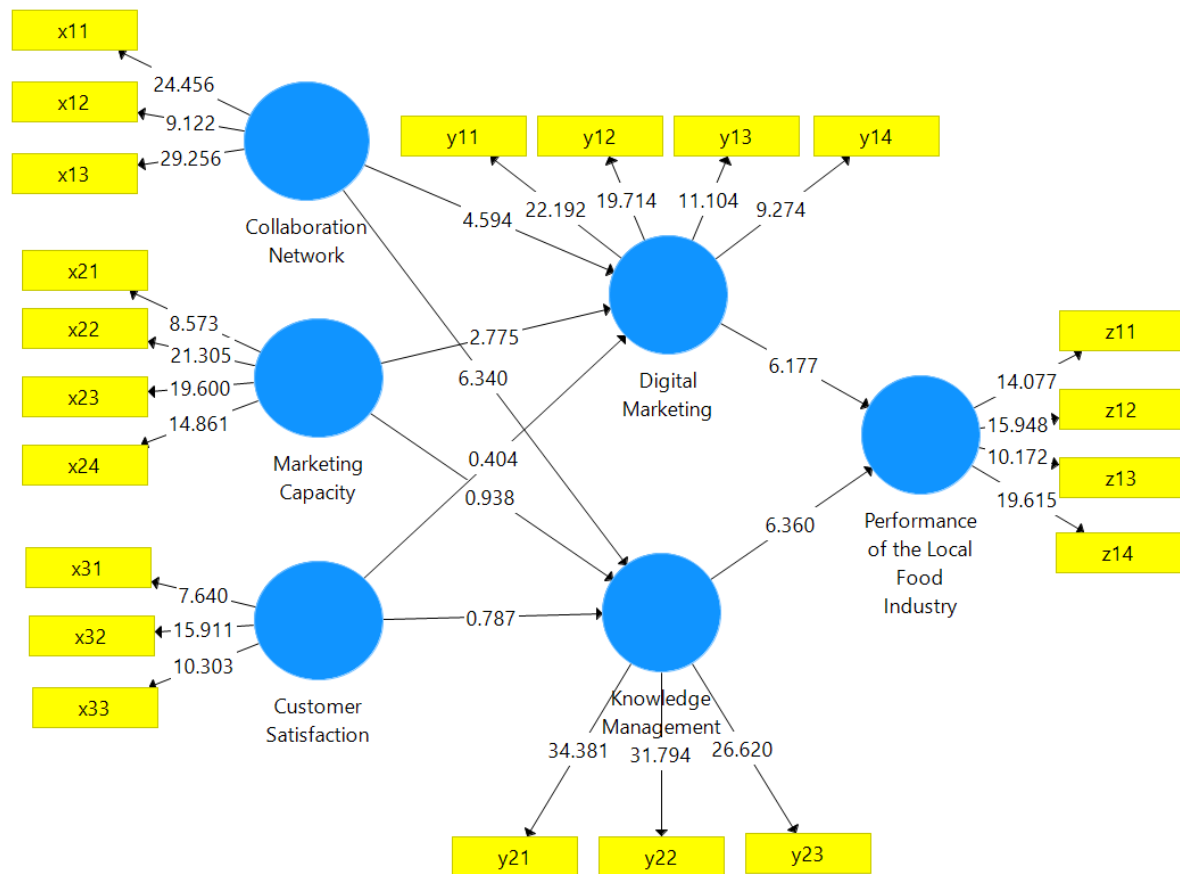 x11
24.456
x12
9.122
x13
29.256
Collaboration
Network
y11
y12
y13
y14
22.192
19.714
11.104
9.274
4.594
x21
8.573
x22
21.305
x23
19.600
x24
14.861
Marketing
Capacity
2.775
6.340
0.404
0.938
Digital
Marketing
6.177
z11
14.077
z12
15.948
10.172
z13
19.615
z14
Performance
of the Local
Food
Industry
6.360
x31
7.640
x32
15.911
10.303
x33
Customer
Satisfaction
0.787
Knowledge
Management
34.381
31.794
26.620
y21
y22
y23